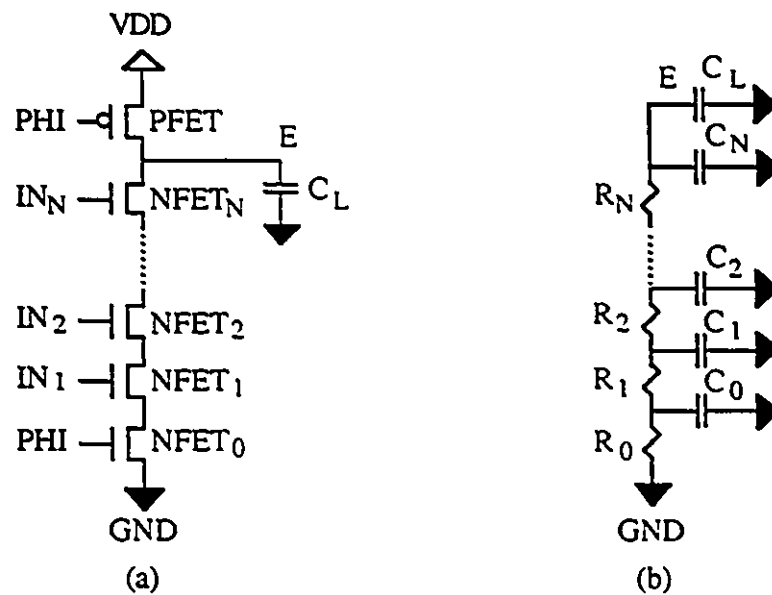 VDD
PHI PFET
E
IN_N NFET_N C_L
IN_2 NFET_2
IN_1 NFET_1
PHI NFET_0
GND
(a)
E C_L
C_N
R_N
C_2
R_2 C_1
R_1 C_0
R_0
GND
(b)